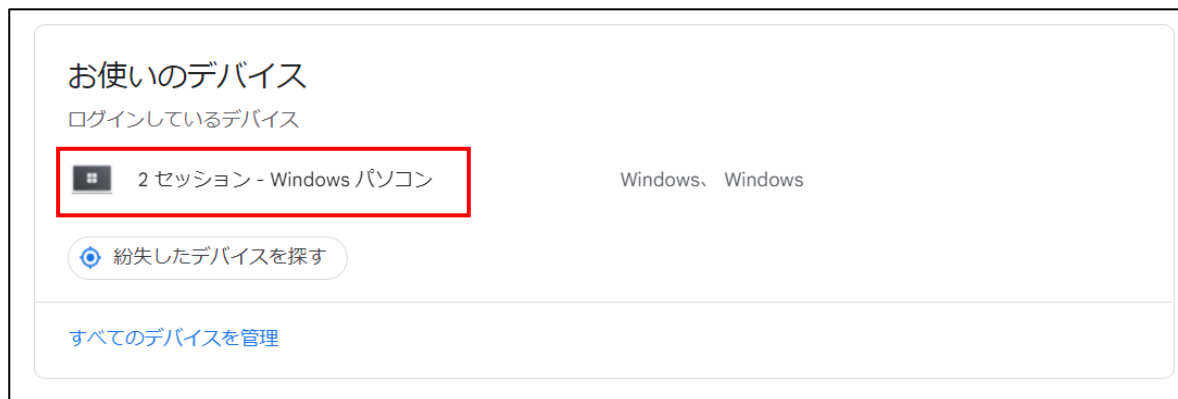 お使いのデバイス
ログインしているデバイス
2 セッション - Windows パソコン
Windows、 Windows
紛失したデバイスを探す
すべてのデバイスを管理